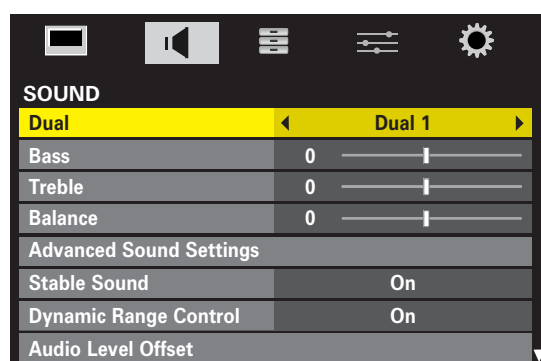 SOUND
Dual Dual 1
Bass 0
Treble 0
Balance 0
Advanced Sound Settings
Stable Sound On
Dynamic Range Control On
Audio Level Offset